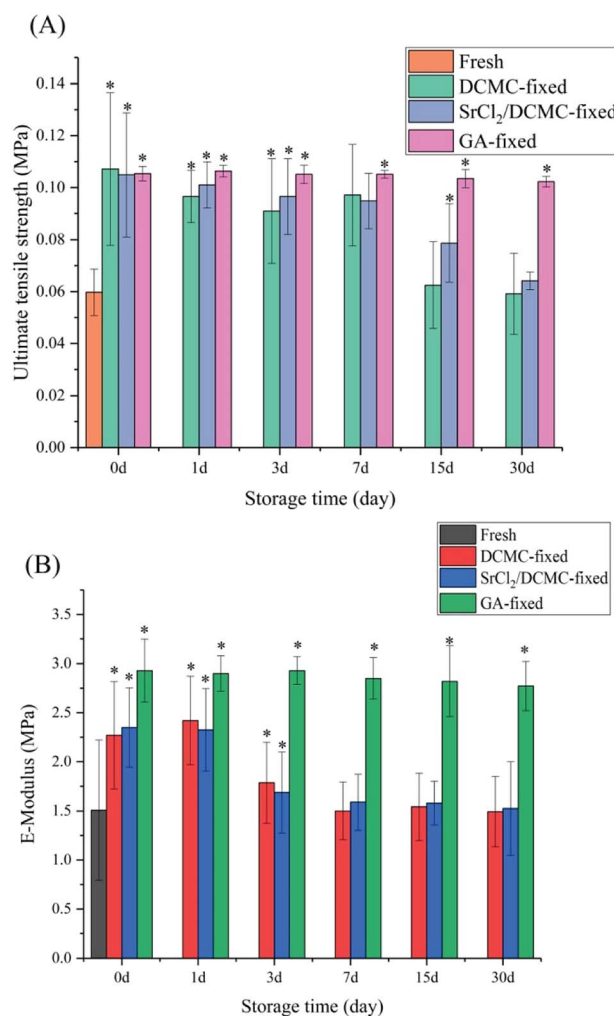 (A)
Fresh
DCMC-fixed
SrCl₂/DCMC-fixed
GA-fixed
Ultimate tensile strength (MPa)
0.14
0.12
0.10
0.08
0.06
0.04
0.02
0.00
* * *
* * *
* * *
*
* *
*
0d 1d 3d 7d 15d 30d
Storage time (day)
(B)
Fresh
DCMC-fixed
SrCl₂/DCMC-fixed
GA-fixed
E-Modulus (MPa)
3.5
3.0
2.5
2.0
1.5
1.0
0.5
0.0
* * *
* * *
* * *
*
*
*
0d 1d 3d 7d 15d 30d
Storage time (day)